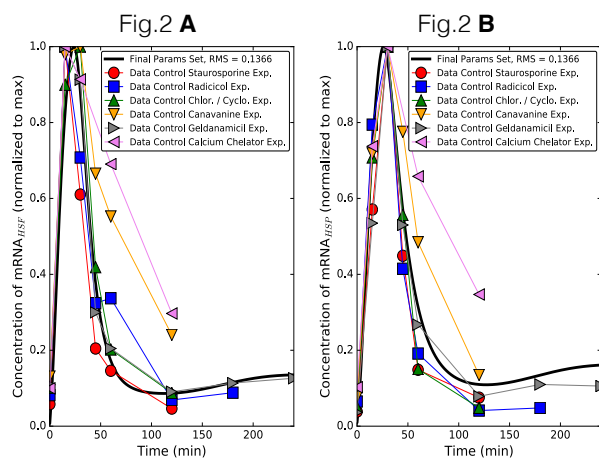 Fig.2 A
Concentration of mRNA_HSF (normalized to max)
1.0
0.8
0.6
0.4
0.2
0.0
Final Params Set, RMS = 0.1366
Data Control Staurosporine Exp.
Data Control Radicicol Exp.
Data Control Chlor. / Cyclo. Exp.
Data Control Canavanine Exp.
Data Control Geldanamicil Exp.
Data Control Calcium Chelator Exp.
0 50 100 150 200
Time (min)
Fig.2 B
Concentration of mRNA_HSP (normalized to max)
1.0
0.8
0.6
0.4
0.2
0.0
Final Params Set, RMS = 0.1366
Data Control Staurosporine Exp.
Data Control Radicicol Exp.
Data Control Chlor. / Cyclo. Exp.
Data Control Canavanine Exp.
Data Control Geldanamicil Exp.
Data Control Calcium Chelator Exp.
0 50 100 150 200
Time (min)